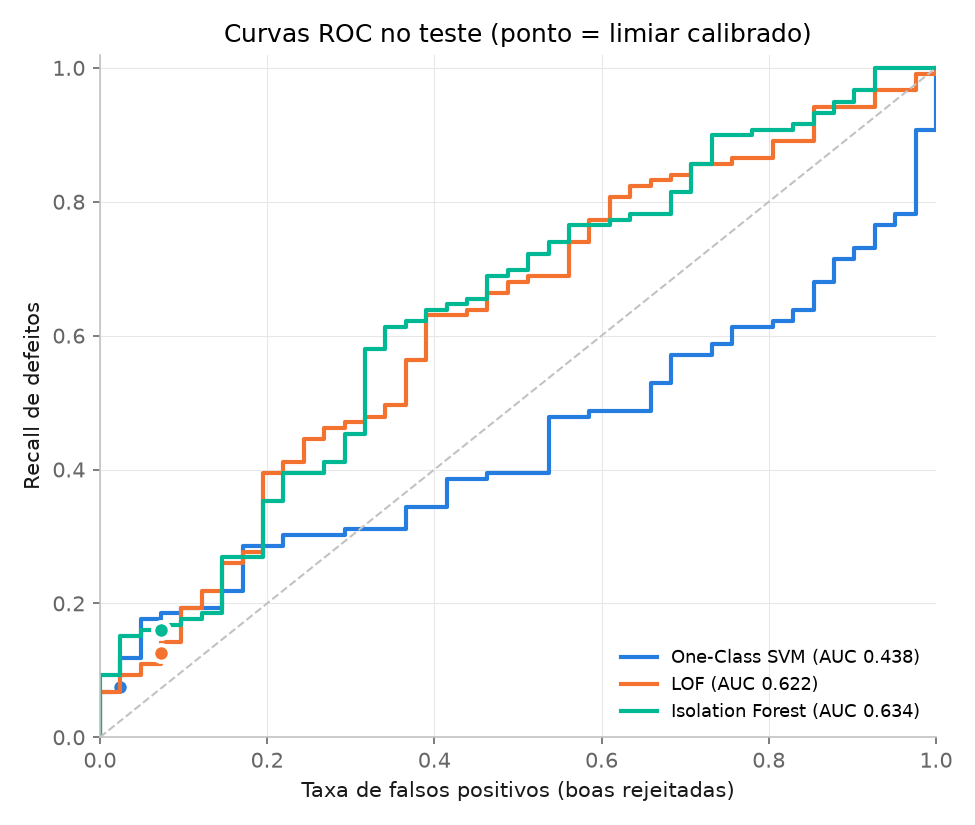 Curvas ROC no teste (ponto = limiar calibrado)
1.0
0.8
0.6
0.4
0.2
0.0
Recall de defeitos
One-Class SVM (AUC 0.438)
LOF (AUC 0.622)
Isolation Forest (AUC 0.634)
0.0 0.2 0.4 0.6 0.8 1.0
Taxa de falsos positivos (boas rejeitadas)